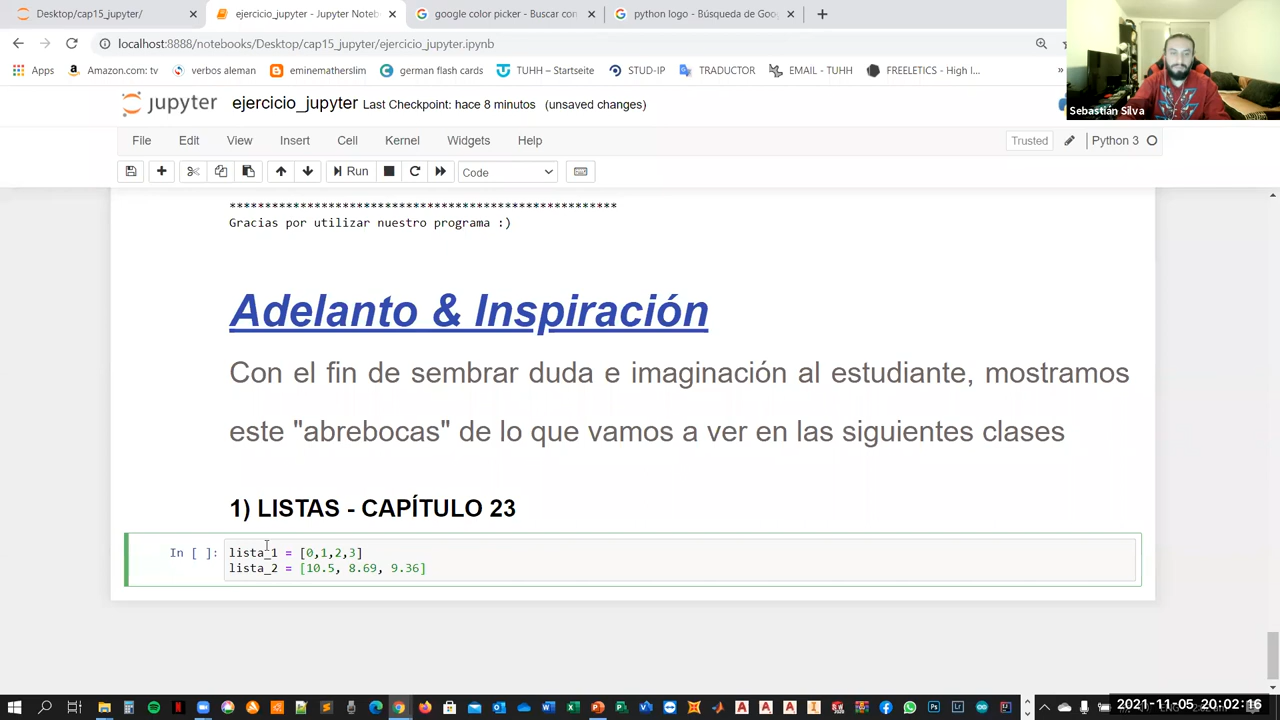 Desktop/cap15_jupyter/
ejercicio_jupyter - Jupyter Noteb
google color picker - Buscar con
python logo - Búsqueda de Goo
localhost:8888/notebooks/Desktop/cap15_jupyter/ejercicio_jupyter.ipynb
Apps
Amazon.com: tv
verbos aleman
eminematherslim
german flash cards
TUHH – Startseite
STUD-IP
TRADUCTOR
EMAIL - TUHH
FREELETICS - High I...
»
Sebastián Silva
jupyter
ejercicio_jupyter Last Checkpoint: hace 8 minutos (unsaved changes)
File Edit View Insert Cell Kernel Widgets Help
Trusted
Python 3
Run
Code
*******************************************************
Gracias por utilizar nuestro programa :)
Adelanto & Inspiración
Con el fin de sembrar duda e imaginación al estudiante, mostramos
este "abrebocas" de lo que vamos a ver en las siguientes clases
1) LISTAS - CAPÍTULO 23
In [ ]:
lista_1 = [0,1,2,3]
lista_2 = [10.5, 8.69, 9.36]
2021-11-05 20:02:16